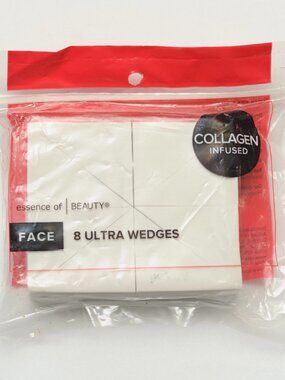 COLLAGEN
INFUSED
essence of | BEAUTY®
FACE
8 ULTRA WEDGES